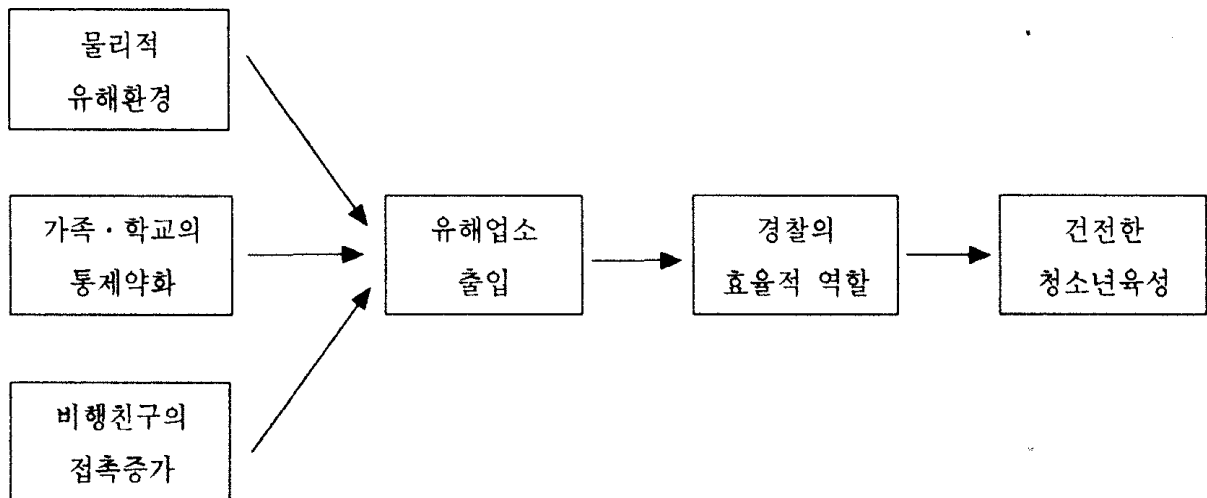 물리적
유해환경
가족·학교의
통제약화
비행친구의
접촉증가
유해업소
출입
경찰의
효율적 역할
건전한
청소년육성